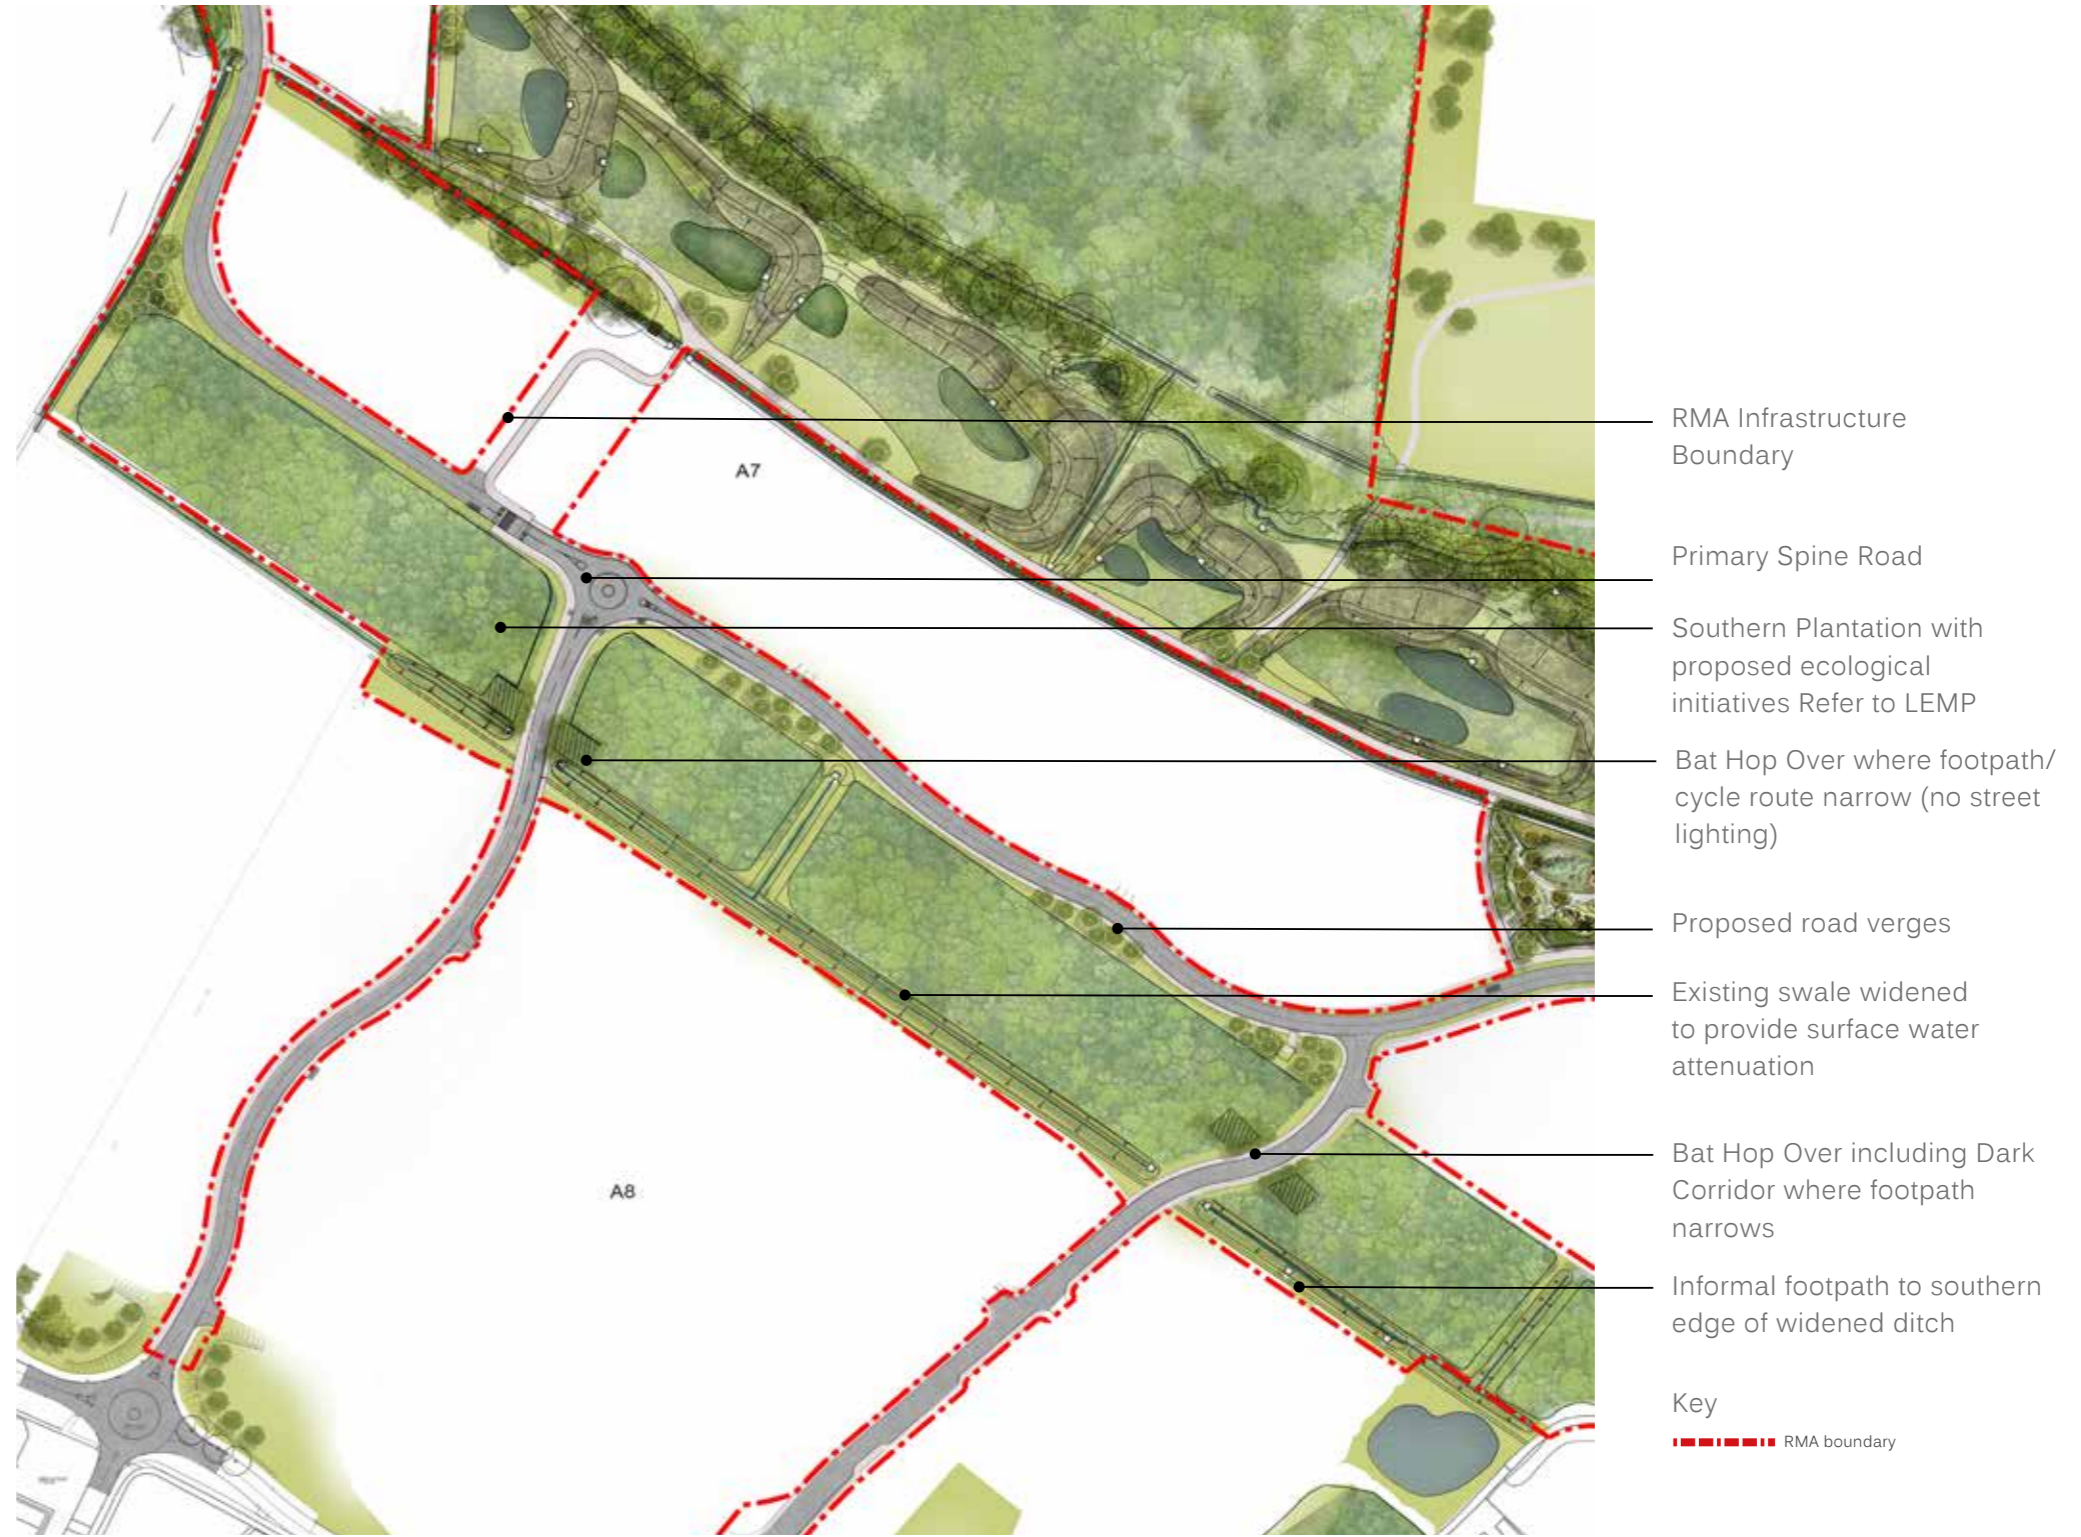 A7
A8
RMA Infrastructure
Boundary
Primary Spine Road
Southern Plantation with
proposed ecological
initiatives Refer to LEMP
Bat Hop Over where footpath/
cycle route narrow (no street
lighting)
Proposed road verges
Existing swale widened
to provide surface water
attenuation
Bat Hop Over including Dark
Corridor where footpath
narrows
Informal footpath to southern
edge of widened ditch
Key
RMA boundary